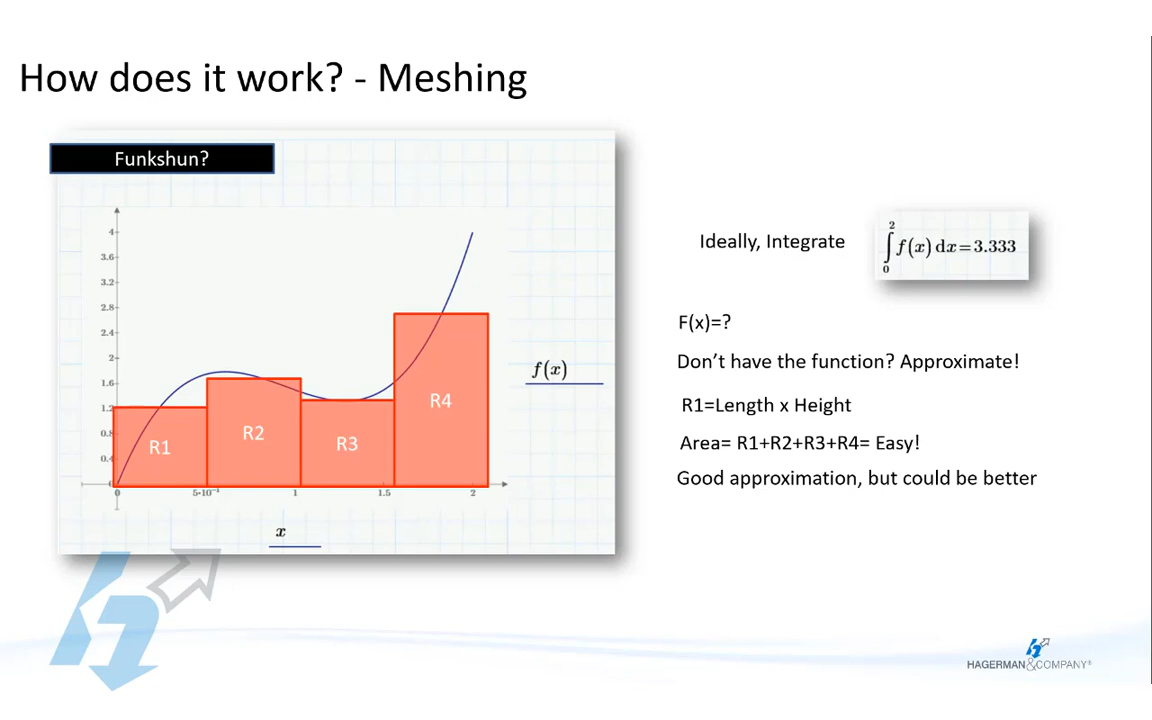 How does it work? - Meshing
Funkshun?
4
3.6
3.2
2.8
2.4
2
1.6
1.2
0.8
0.4
R1
R2
R3
R4
0
5•10⁻¹
1
1.5
2
x
f(x)
Ideally, Integrate
∫₀² f(x) dx=3.333
F(x)=?
Don't have the function? Approximate!
R1=Length x Height
Area= R1+R2+R3+R4= Easy!
Good approximation, but could be better
HAGERMAN&COMPANY®